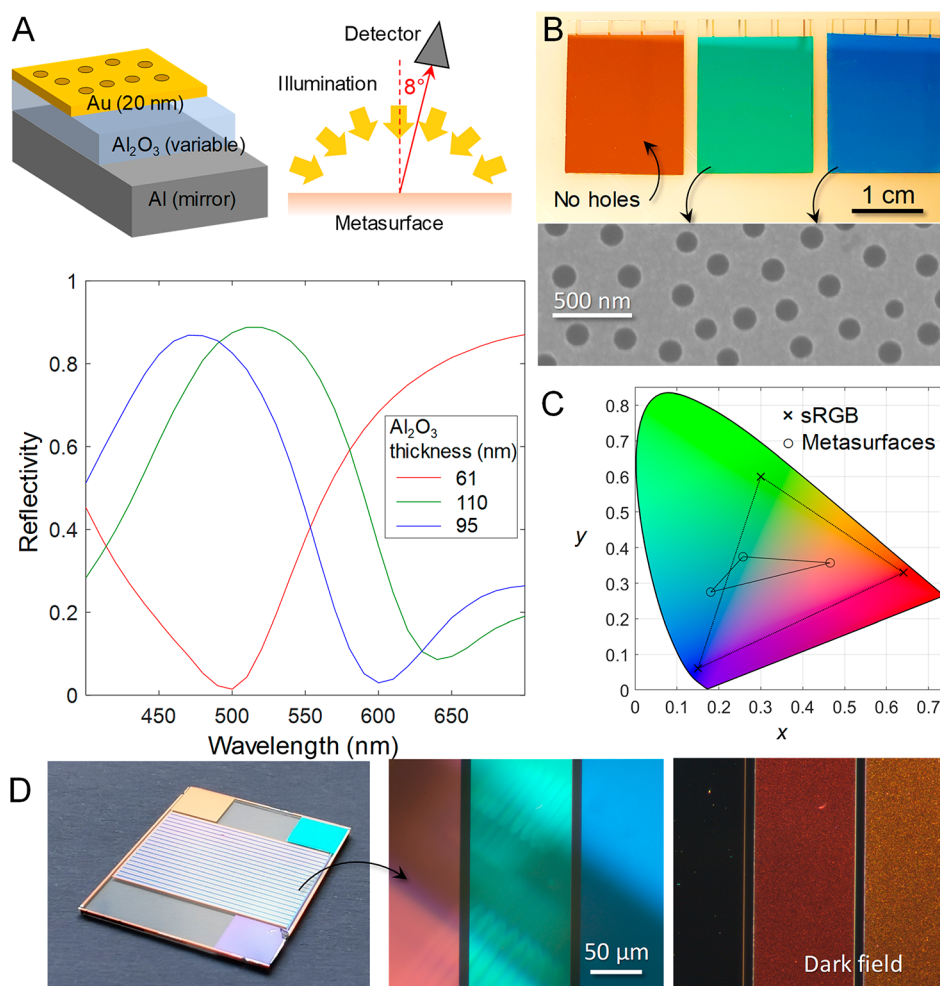 A
Au (20 nm)
Al₂O₃ (variable)
Al (mirror)
Detector
Illumination
8°
Metasurface
B
No holes
1 cm
500 nm
1
0.8
0.6
0.4
0.2
0
Reflectivity
Al₂O₃
thickness (nm)
61
110
95
450 500 550 600 650
Wavelength (nm)
C
× sRGB
○ Metasurfaces
0.8
0.7
0.6
0.5
0.4
0.3
0.2
0.1
0
y
0 0.1 0.2 0.3 0.4 0.5 0.6 0.7
x
D
50 µm
Dark field